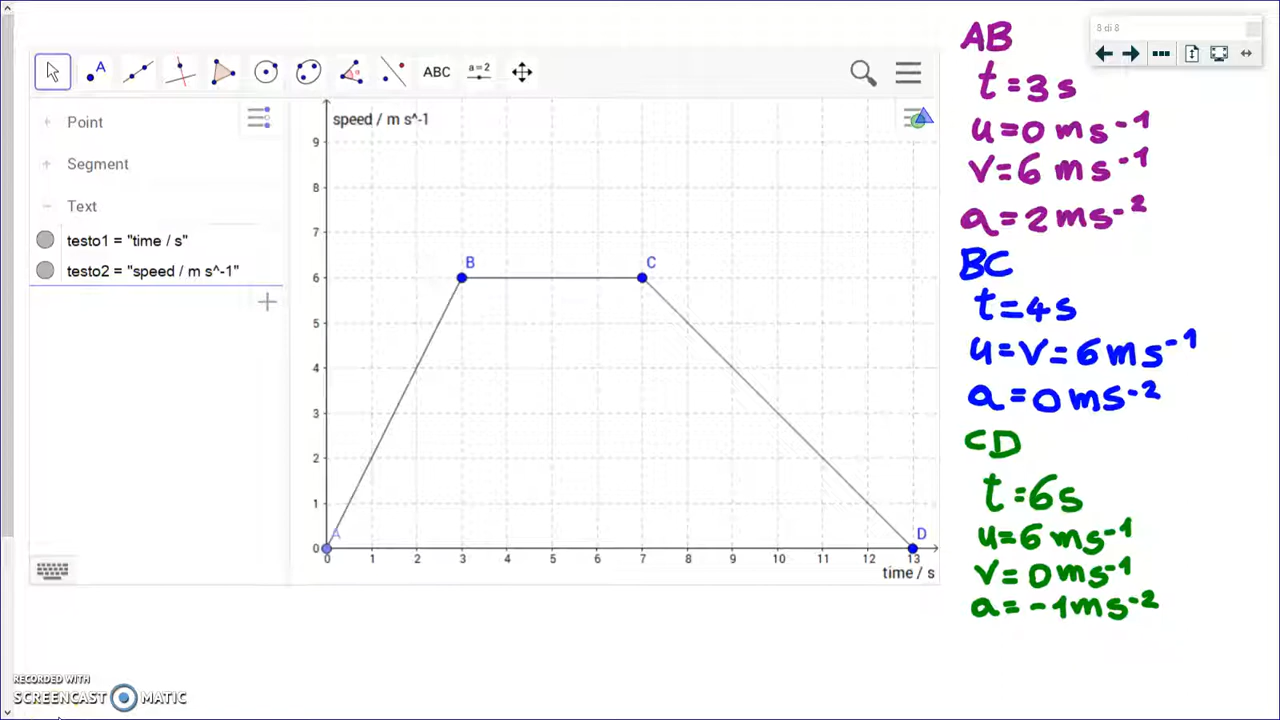 8 di 8
ABC
a=2
Point
Segment
Text
testo1 = "time / s"
testo2 = "speed / m s^-1"
speed / m s^-1
9
8
7
6
5
4
3
2
1
0
A
B
C
D
0 1 2 3 4 5 6 7 8 9 10 11 12 13
time / s
AB
t=3s
u=0 ms⁻¹
v=6 ms⁻¹
a=2ms⁻²
BC
t=4s
u=v=6ms⁻¹
a=0ms⁻²
CD
t=6s
u=6 ms⁻¹
v=0ms⁻¹
a=-1ms⁻²
RECORDED WITH
SCREENCAST MATIC